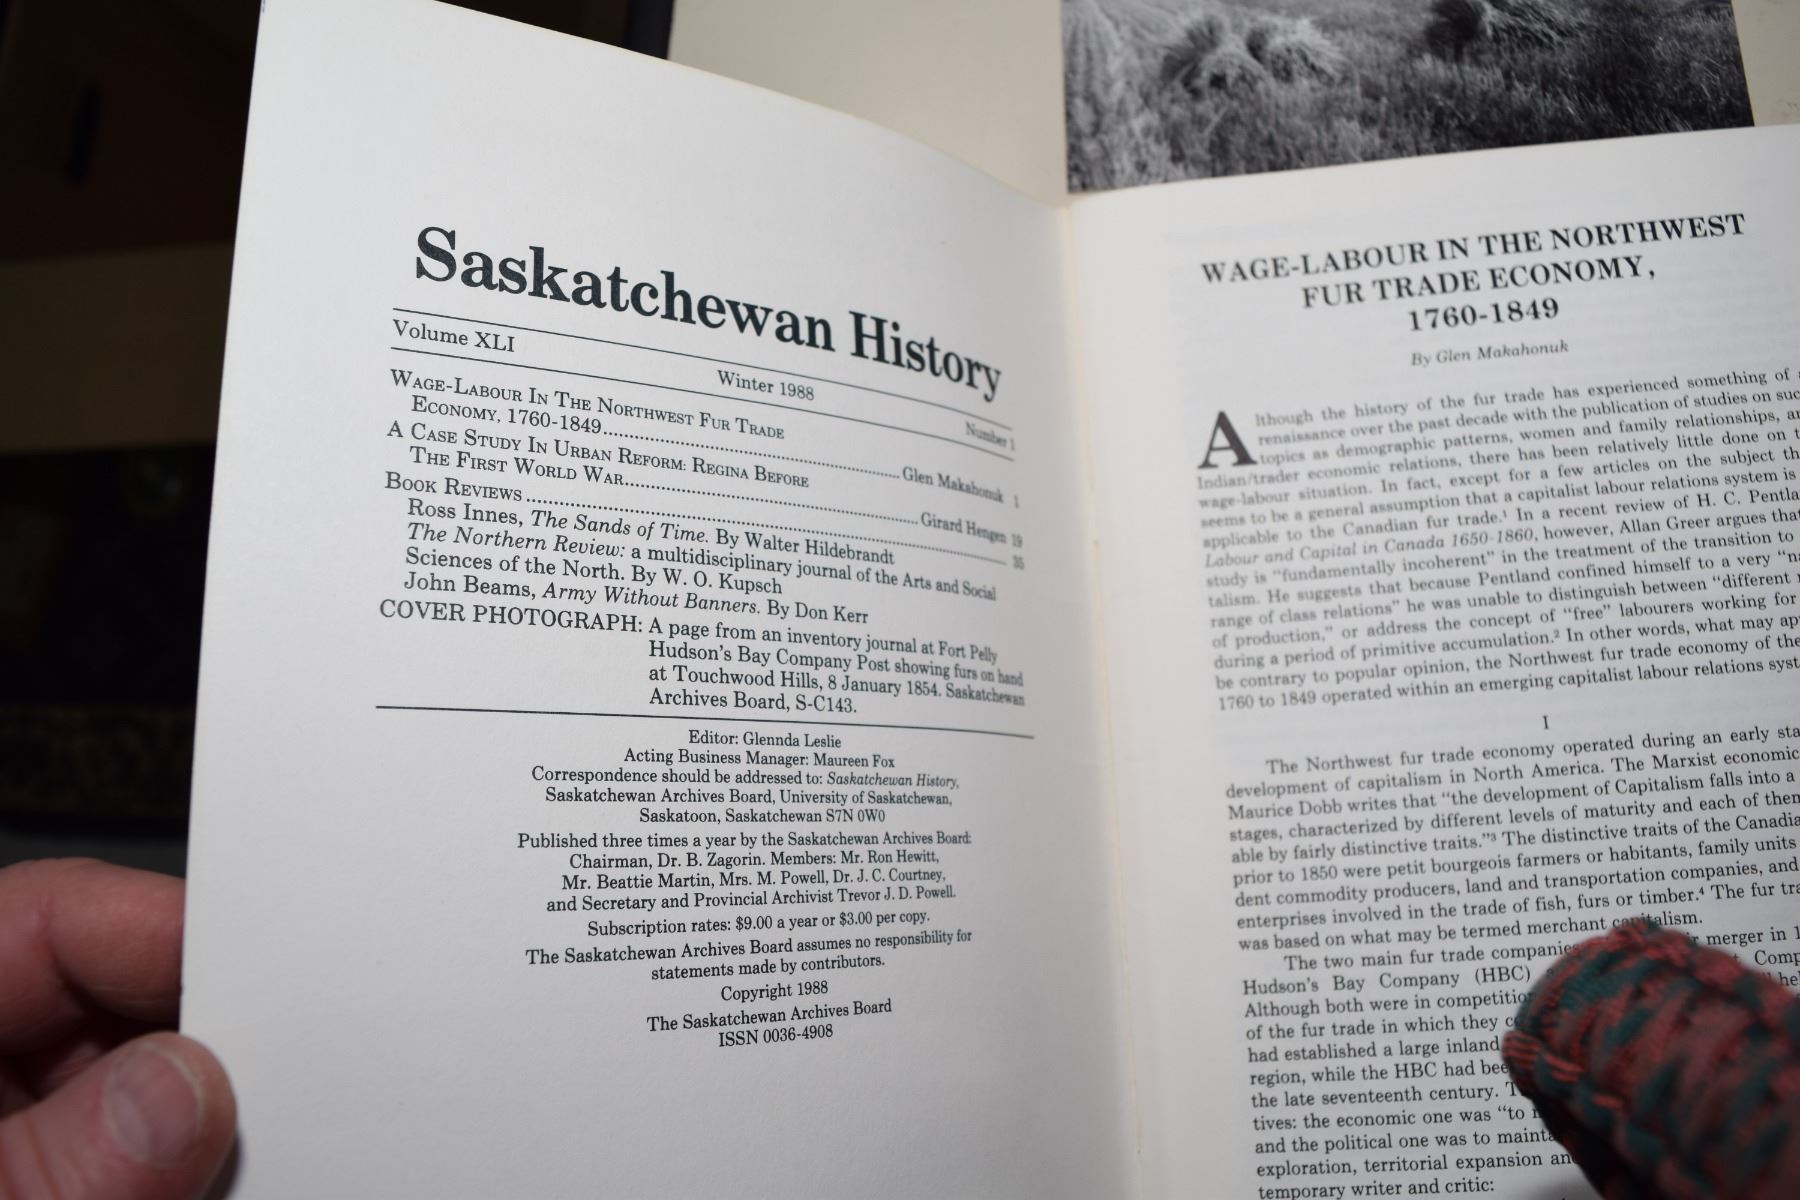 Saskatchewan History
Volume XLI Winter 1988 Number 1
WAGE-LABOUR IN THE NORTHWEST FUR TRADE
ECONOMY, 1760-1849.......... Glen Makahonuk 1
A CASE STUDY IN URBAN REFORM: REGINA BEFORE
THE FIRST WORLD WAR.......... Girard Hengen 19
BOOK REVIEWS .......... 35
Ross Innes, The Sands of Time. By Walter Hildebrandt
The Northern Review: a multidisciplinary journal of the Arts and Social
Sciences of the North. By W. O. Kupsch
John Beams, Army Without Banners. By Don Kerr
COVER PHOTOGRAPH: A page from an inventory journal at Fort Pelly
Hudson's Bay Company Post showing furs on hand
at Touchwood Hills, 8 January 1854. Saskatchewan
Archives Board, S-C143.
Editor: Glennda Leslie
Acting Business Manager: Maureen Fox
Correspondence should be addressed to: Saskatchewan History,
Saskatchewan Archives Board, University of Saskatchewan,
Saskatoon, Saskatchewan S7N 0W0
Published three times a year by the Saskatchewan Archives Board:
Chairman, Dr. B. Zagorin. Members: Mr. Ron Hewitt,
Mr. Beattie Martin, Mrs. M. Powell, Dr. J. C. Courtney,
and Secretary and Provincial Archivist Trevor J. D. Powell.
Subscription rates: $9.00 a year or $3.00 per copy.
The Saskatchewan Archives Board assumes no responsibility for
statements made by contributors.
Copyright 1988
The Saskatchewan Archives Board
ISSN 0036-4908
WAGE-LABOUR IN THE NORTHWEST
FUR TRADE ECONOMY,
1760-1849
By Glen Makahonuk
Although the history of the fur trade has experienced something of
renaissance over the past decade with the publication of studies on suc
topics as demographic patterns, women and family relationships, an
Indian/trader economic relations, there has been relatively little done on t
wage-labour situation. In fact, except for a few articles on the subject th
seems to be a general assumption that a capitalist labour relations system is
applicable to the Canadian fur trade.¹ In a recent review of H. C. Pentla
Labour and Capital in Canada 1650-1860, however, Allan Greer argues that
study is "fundamentally incoherent" in the treatment of the transition to
talism. He suggests that because Pentland confined himself to a very "na
range of class relations" he was unable to distinguish between "different
of production," or address the concept of "free" labourers working for
during a period of primitive accumulation.² In other words, what may ap
be contrary to popular opinion, the Northwest fur trade economy of the
1760 to 1849 operated within an emerging capitalist labour relations syst
I
The Northwest fur trade economy operated during an early sta
development of capitalism in North America. The Marxist economic
Maurice Dobb writes that "the development of Capitalism falls into a
stages, characterized by different levels of maturity and each of them
able by fairly distinctive traits."³ The distinctive traits of the Canadia
prior to 1850 were petit bourgeois farmers or habitants, family units
dent commodity producers, land and transportation companies, and
enterprises involved in the trade of fish, furs or timber.⁴ The fur tra
was based on what may be termed merchant capitalism.
The two main fur trade companie merger in 1
Hudson's Bay Company (HBC) Comp
Although both were in competitio hel
of the fur trade in which they c
had established a large inland
region, while the HBC had bee
the late seventeenth century. T
tives: the economic one was "to
and the political one was to mainta
exploration, territorial expansion an
temporary writer and critic: